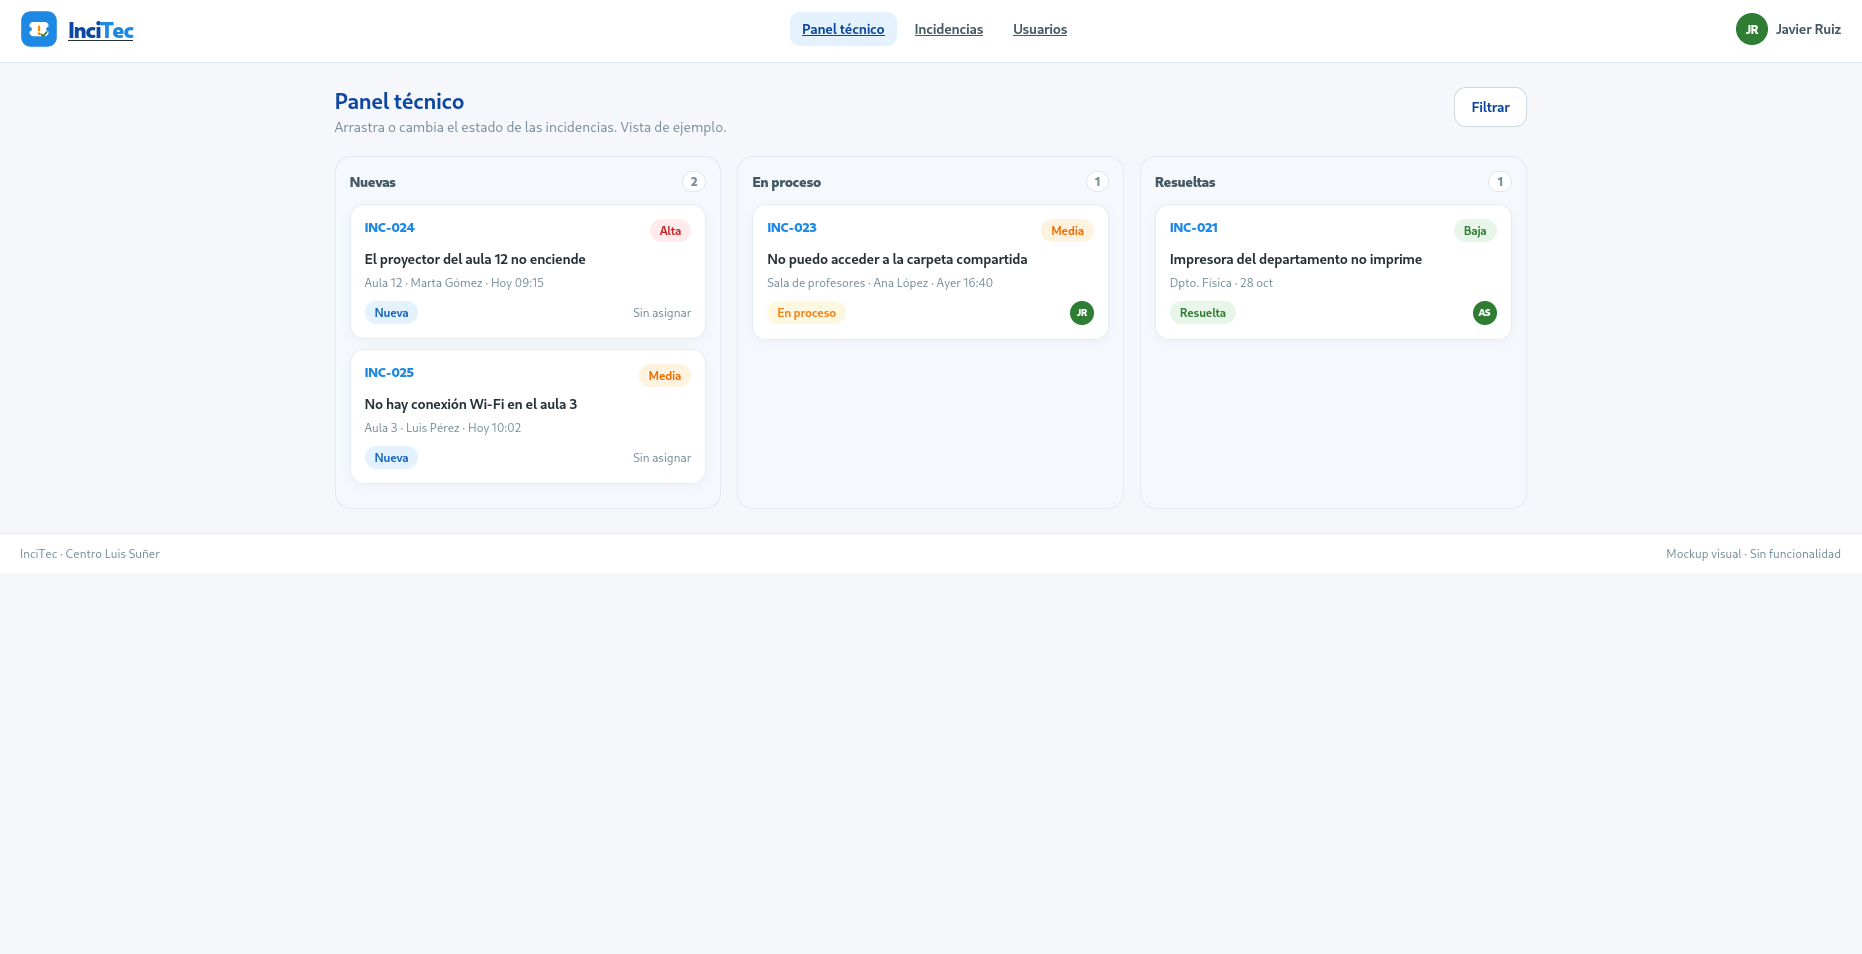 InciTec
Panel técnico
Incidencias
Usuarios
JR
Javier Ruiz
Panel técnico
Arrastra o cambia el estado de las incidencias. Vista de ejemplo.
Filtrar
Nuevas
2
INC-024
Alta
El proyector del aula 12 no enciende
Aula 12 · Marta Gómez · Hoy 09:15
Nueva
Sin asignar
INC-025
Media
No hay conexión Wi-Fi en el aula 3
Aula 3 · Luis Pérez · Hoy 10:02
Nueva
Sin asignar
En proceso
1
INC-023
Media
No puedo acceder a la carpeta compartida
Sala de profesores · Ana López · Ayer 16:40
En proceso
JR
Resueltas
1
INC-021
Baja
Impresora del departamento no imprime
Dpto. Física · 28 oct
Resuelta
AS
InciTec · Centro Luis Suñer
Mockup visual · Sin funcionalidad